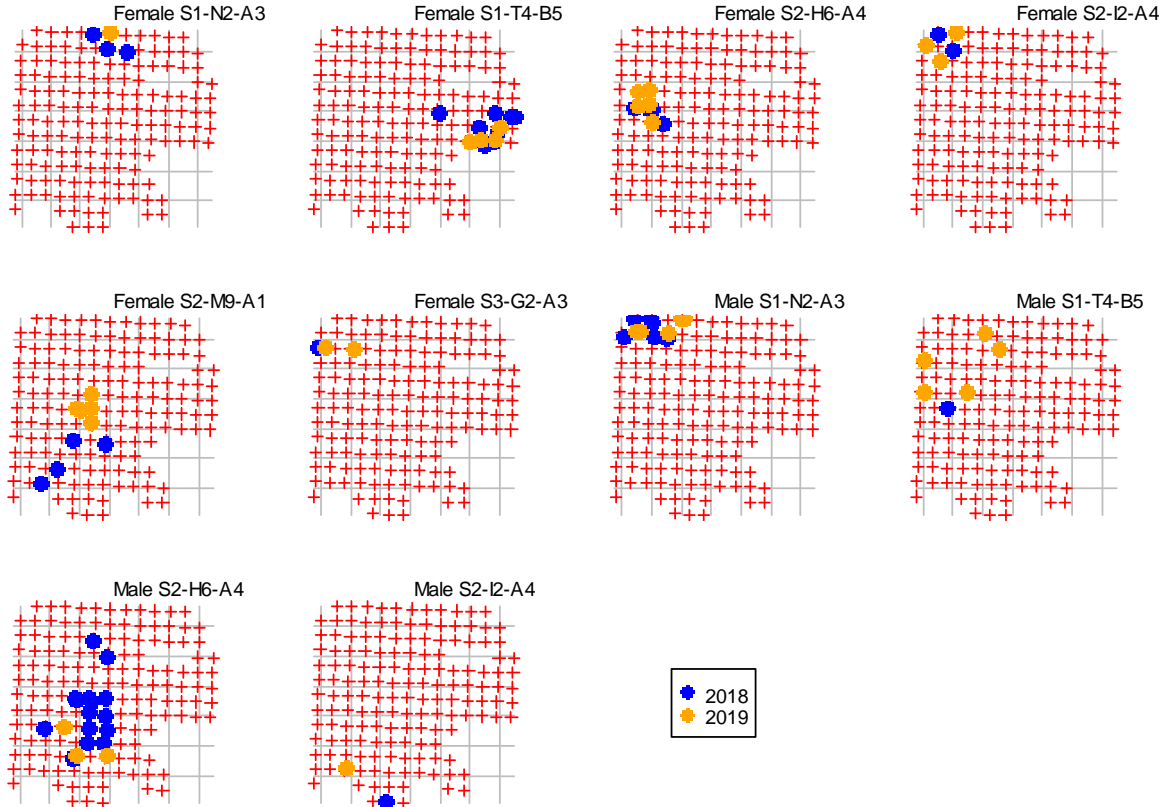 Female S1-N2-A3
Female S1-T4-B5
Female S2-H6-A4
Female S2-I2-A4
Female S2-M9-A1
Female S3-G2-A3
Male S1-N2-A3
Male S1-T4-B5
Male S2-H6-A4
Male S2-I2-A4
2018
2019